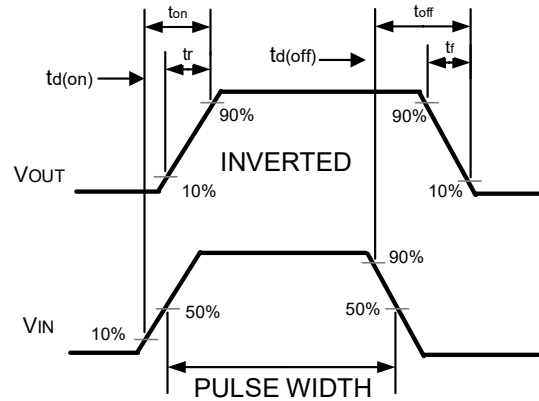 ton
toff
tr
td(off)
tf
td(on)
90%
90%
INVERTED
VOUT
10%
10%
90%
50%
50%
VIN
10%
PULSE WIDTH